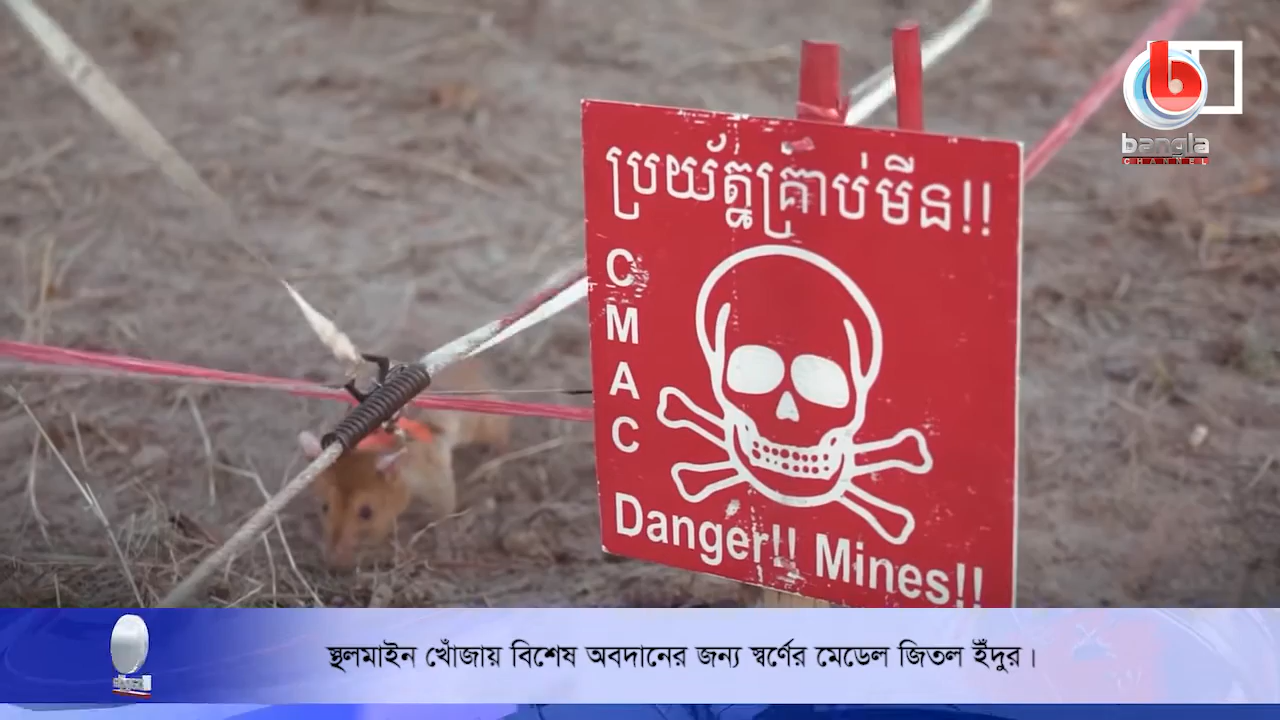 bangla
CHANNEL
ប្រយ័ត្នគ្រាប់មីន!!
CMAC
Danger!! Mines!!
স্থলমাইন খোঁজায় বিশেষ অবদানের জন্য স্বর্ণের মেডেল জিতল ইঁদুর।